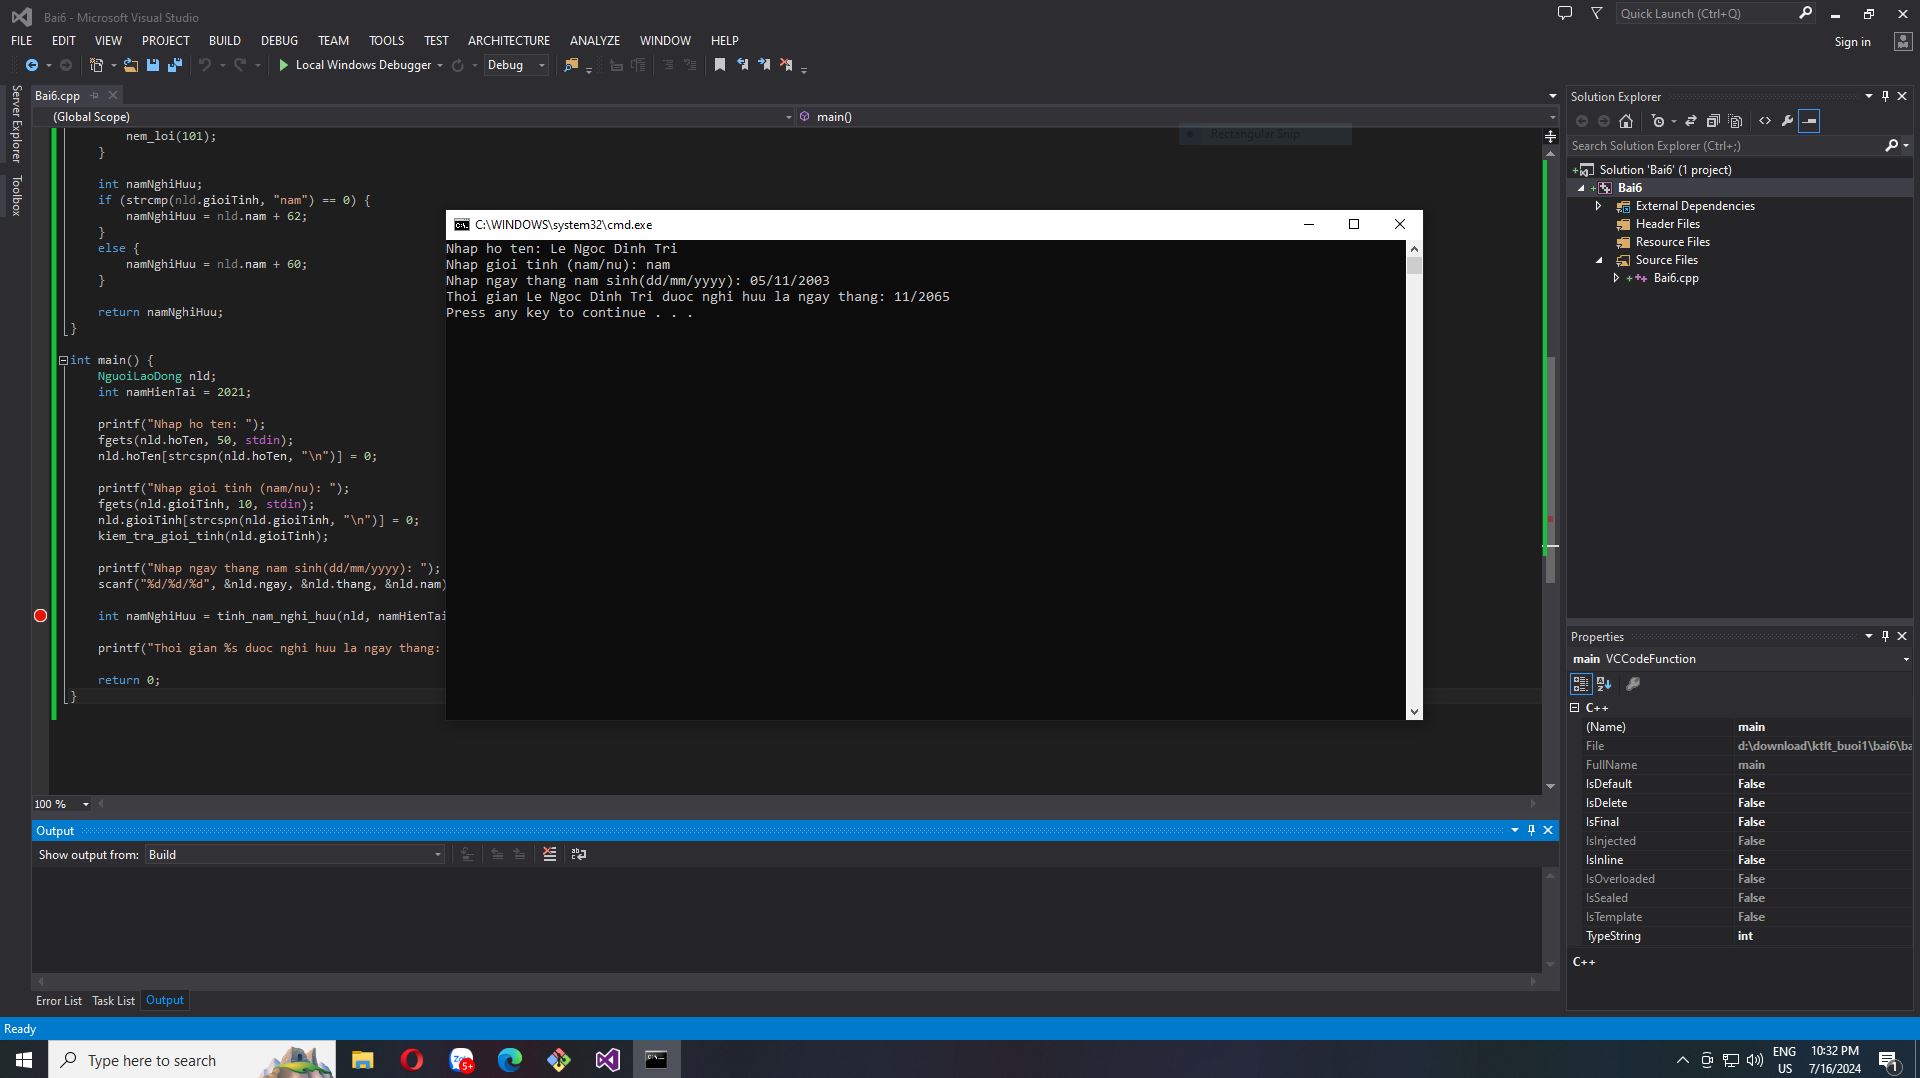 Bai6 - Microsoft Visual Studio
Quick Launch (Ctrl+Q)
FILE EDIT VIEW PROJECT BUILD DEBUG TEAM TOOLS TEST ARCHITECTURE ANALYZE WINDOW HELP
Sign in
Local Windows Debugger Debug
Server Explorer
Toolbox
Bai6.cpp
(Global Scope) main()
Rectangular Snip
nem_loi(101);
}
int namNghiHuu;
if (strcmp(nld.gioiTinh, "nam") == 0) {
namNghiHuu = nld.nam + 62;
}
else {
namNghiHuu = nld.nam + 60;
}
return namNghiHuu;
}
int main() {
NguoiLaoDong nld;
int namHienTai = 2021;
printf("Nhap ho ten: ");
fgets(nld.hoTen, 50, stdin);
nld.hoTen[strcspn(nld.hoTen, "\n")] = 0;
printf("Nhap gioi tinh (nam/nu): ");
fgets(nld.gioiTinh, 10, stdin);
nld.gioiTinh[strcspn(nld.gioiTinh, "\n")] = 0;
kiem_tra_gioi_tinh(nld.gioiTinh);
printf("Nhap ngay thang nam sinh(dd/mm/yyyy): ");
scanf("%d/%d/%d", &nld.ngay, &nld.thang, &nld.nam)
int namNghiHuu = tinh_nam_nghi_huu(nld, namHienTai
printf("Thoi gian %s duoc nghi huu la ngay thang:
return 0;
}
C:\WINDOWS\system32\cmd.exe
Nhap ho ten: Le Ngoc Dinh Tri
Nhap gioi tinh (nam/nu): nam
Nhap ngay thang nam sinh(dd/mm/yyyy): 05/11/2003
Thoi gian Le Ngoc Dinh Tri duoc nghi huu la ngay thang: 11/2065
Press any key to continue . . .
100 %
Output
Show output from: Build
Error List Task List Output
Ready
Solution Explorer
Search Solution Explorer (Ctrl+;)
Solution 'Bai6' (1 project)
Bai6
External Dependencies
Header Files
Resource Files
Source Files
Bai6.cpp
Properties
main VCCodeFunction
C++
(Name) main
File d:\download\ktlt_buoi1\bai6\ba
FullName main
IsDefault False
IsDelete False
IsFinal False
IsInjected False
IsInline False
IsOverloaded False
IsSealed False
IsTemplate False
TypeString int
C++
Type here to search
5+
ENG
US
10:32 PM
7/16/2024
1